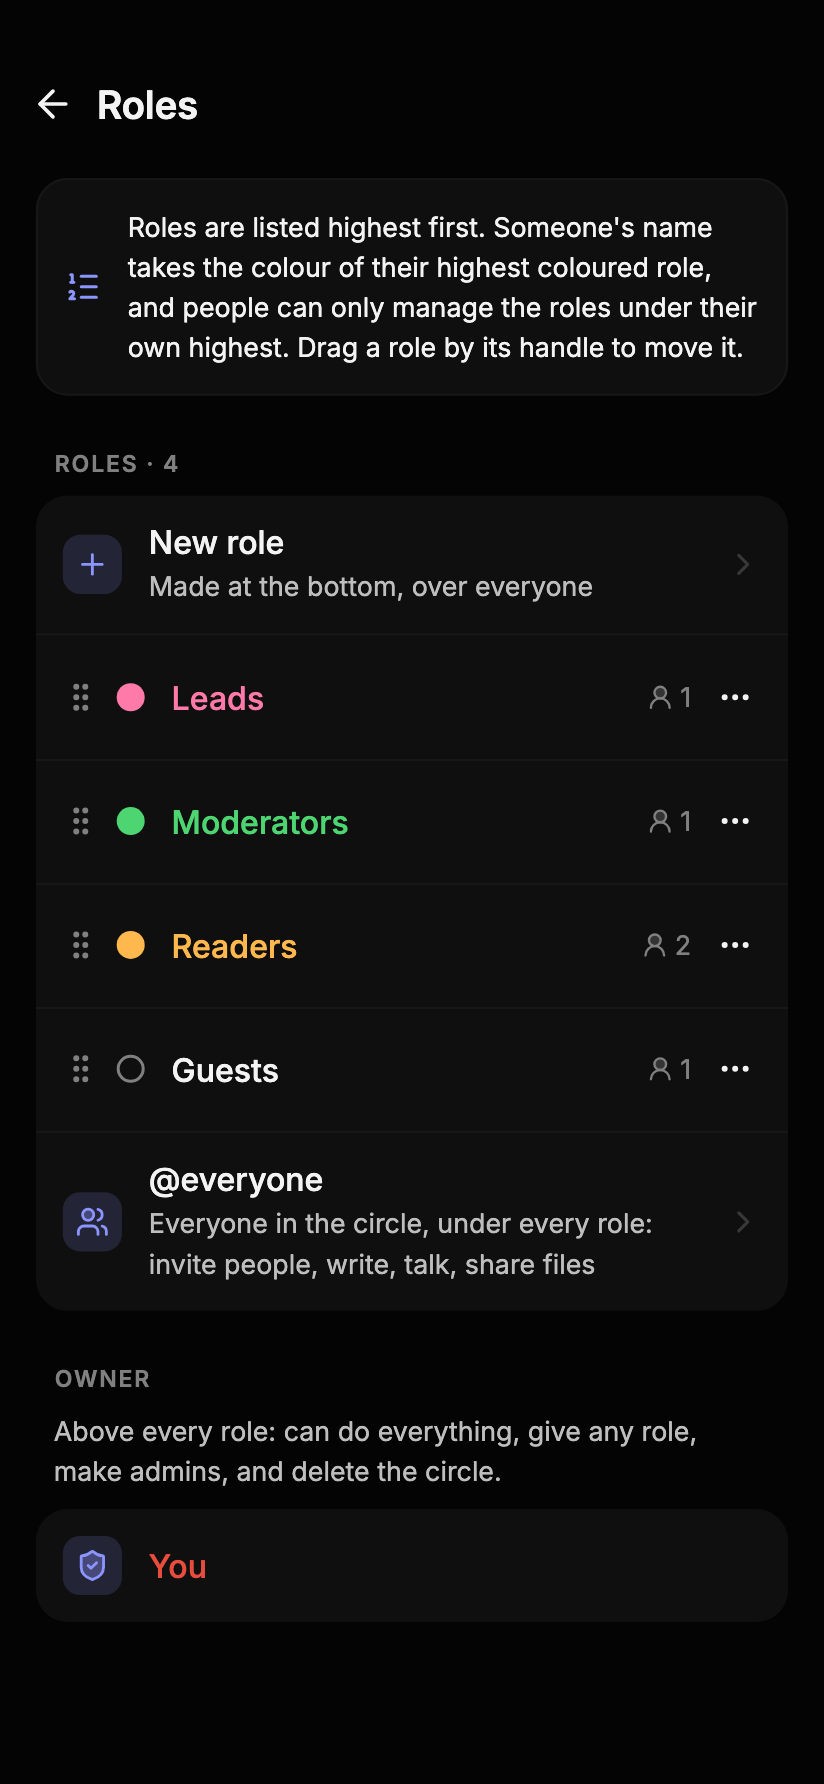 Roles
Roles are listed highest first. Someone's name
takes the colour of their highest coloured role,
and people can only manage the roles under their
own highest. Drag a role by its handle to move it.
ROLES · 4
New role
Made at the bottom, over everyone
Leads
1
Moderators
1
Readers
2
Guests
1
@everyone
Everyone in the circle, under every role:
invite people, write, talk, share files
OWNER
Above every role: can do everything, give any role,
make admins, and delete the circle.
You